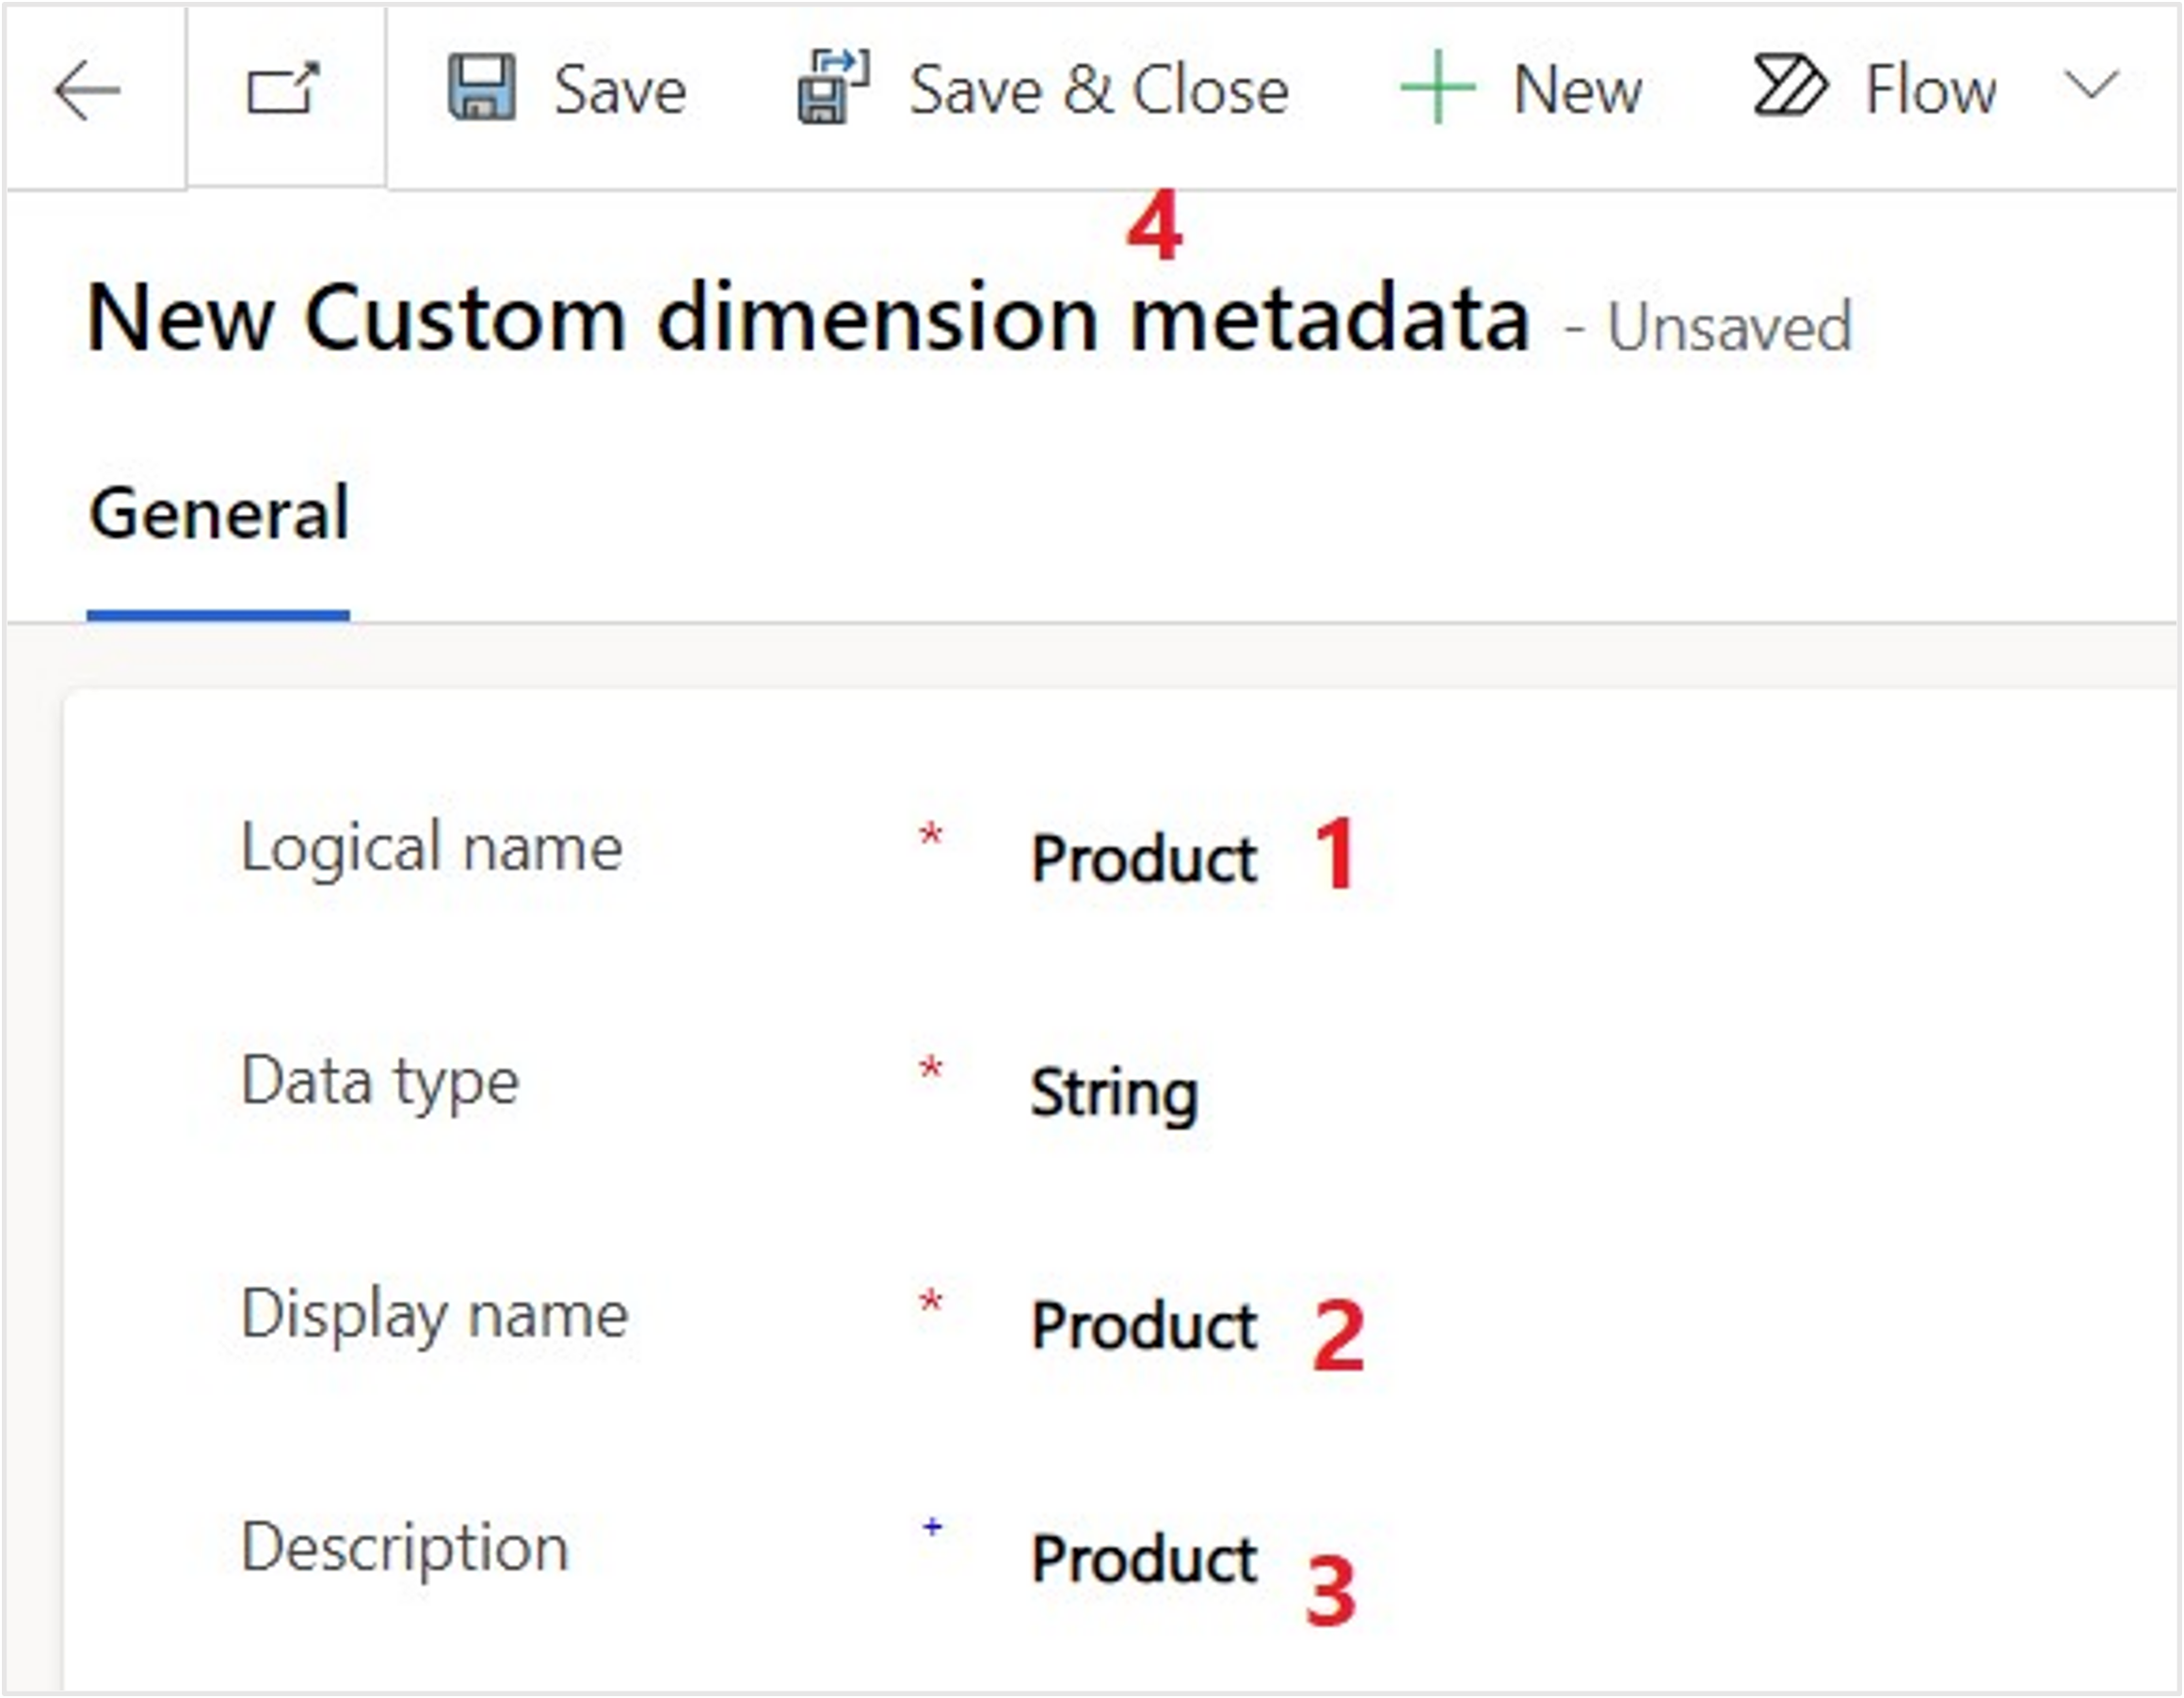 Save Save & Close New Flow
4
New Custom dimension metadata - Unsaved
General
Logical name * Product 1
Data type * String
Display name * Product 2
Description + Product 3